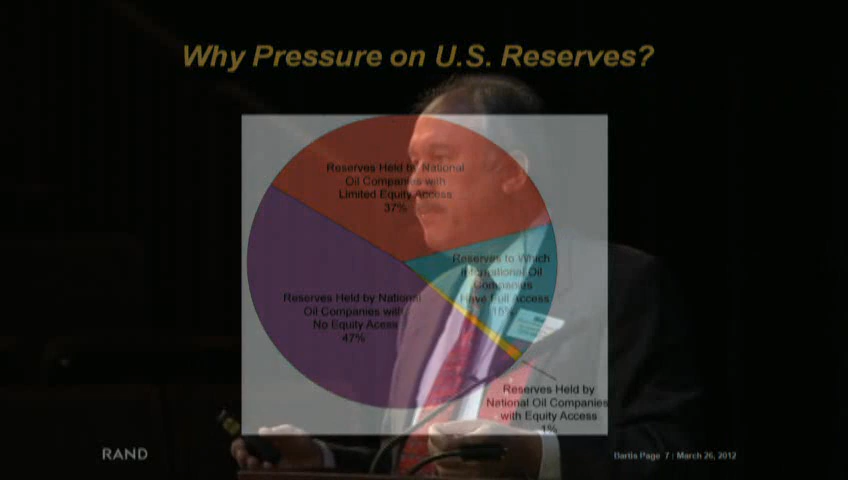 Why Pressure on U.S. Reserves?
Reserves Held by National
Oil Companies with
Limited Equity Access
37%
Reserves to Which
International Oil
Companies
Have Full Access
Reserves Held by National
Oil Companies with
No Equity Acess
47%
Reserves Held by
National Oil Companies
with Equity Access
1%
RAND
Bartis Page 7 | March 26, 2012